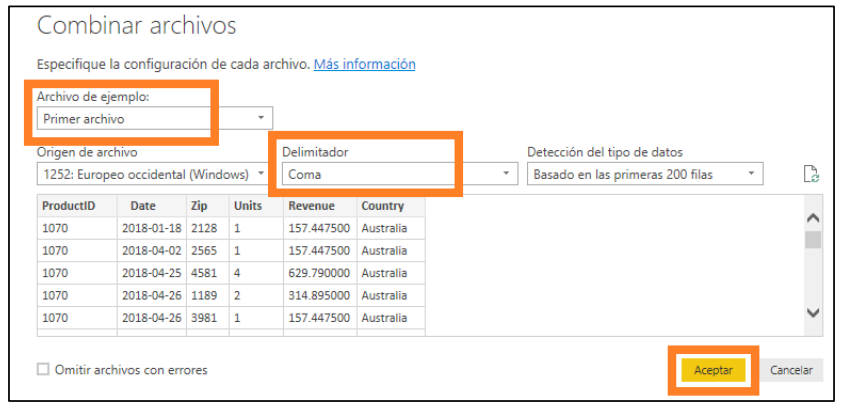 Combinar archivos
Especifique la configuración de cada archivo. Más información
Archivo de ejemplo:
Primer archivo
Origen de archivo Delimitador Detección del tipo de datos
1252: Europeo occidental (Windows) Coma Basado en las primeras 200 filas
ProductID Date Zip Units Revenue Country
1070 2018-01-18 2128 1 157.447500 Australia
1070 2018-04-02 2565 1 157.447500 Australia
1070 2018-04-25 4581 4 629.790000 Australia
1070 2018-04-26 1189 2 314.895000 Australia
1070 2018-04-26 3981 1 157.447500 Australia
Omitir archivos con errores Aceptar Cancelar